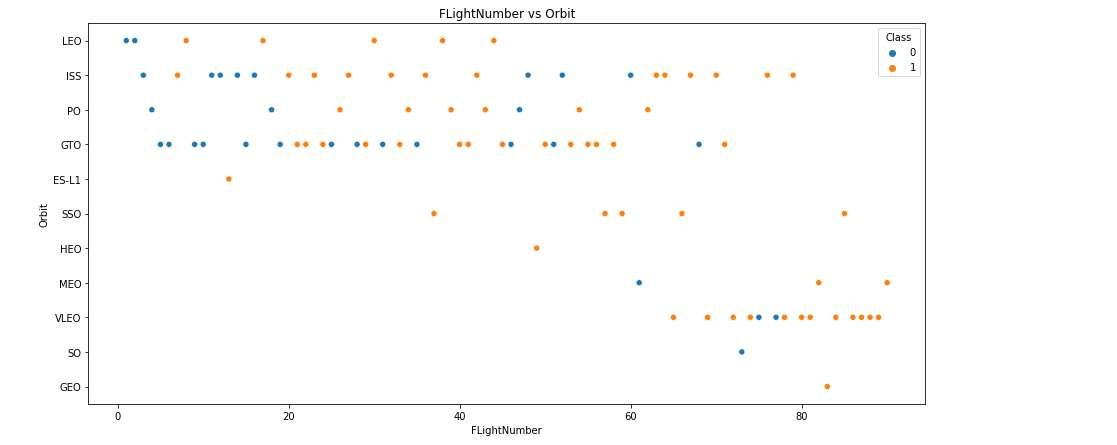 FLightNumber vs Orbit
LEO
ISS
PO
GTO
ES-L1
SSO
HEO
MEO
VLEO
SO
GEO
Orbit
Class
0
1
0
20
40
60
80
FLightNumber